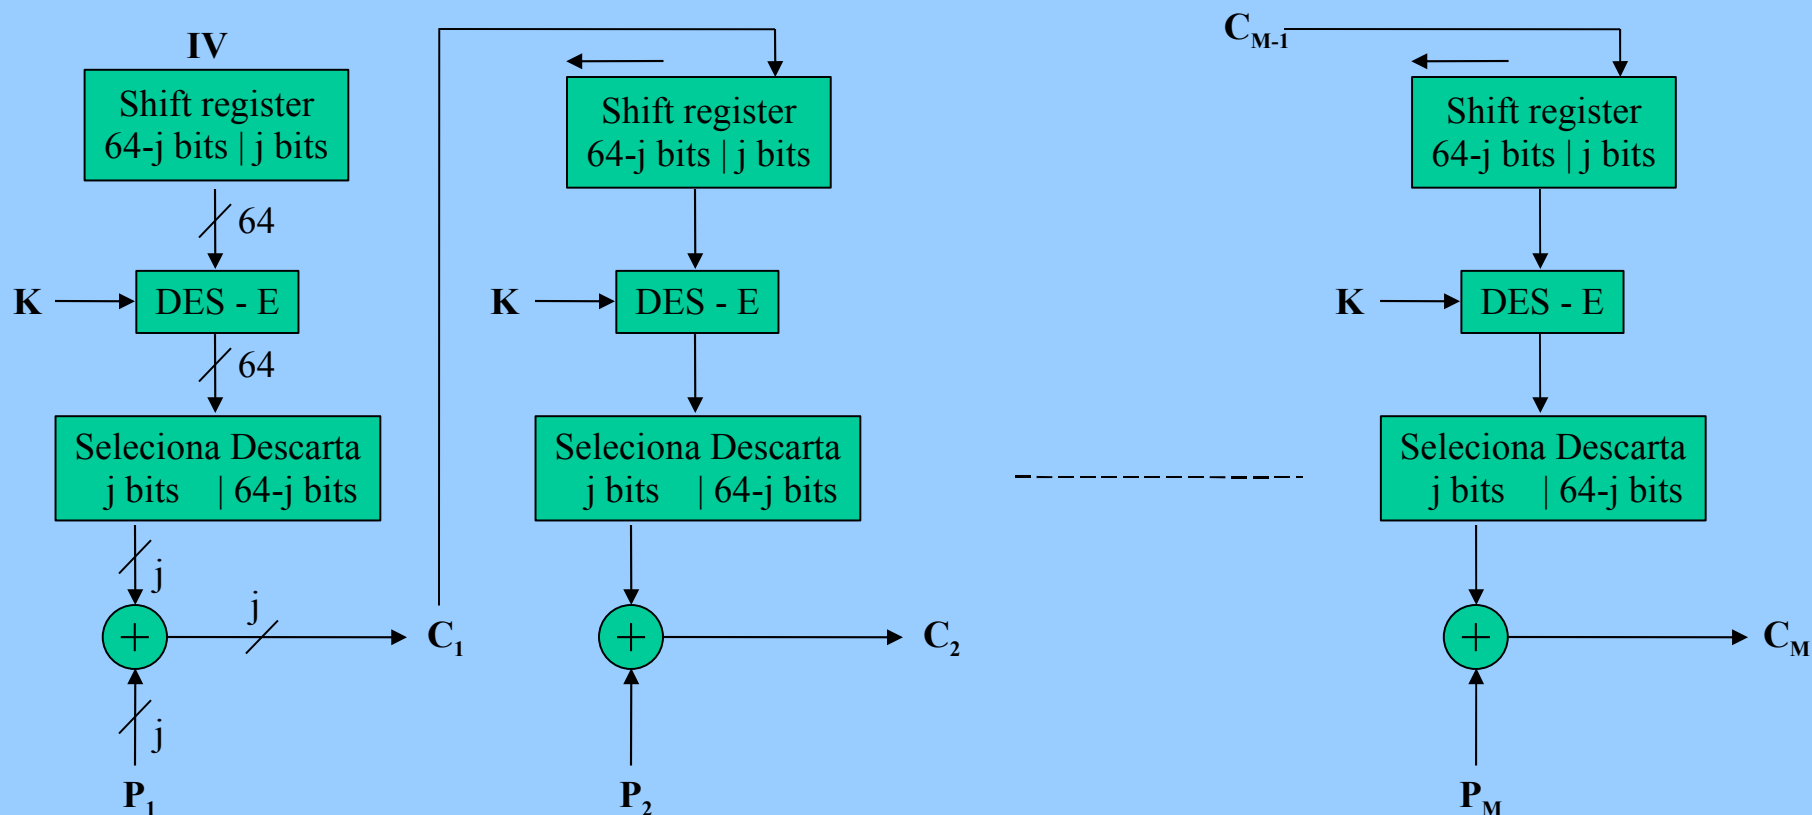 IV
Shift register
64-j bits | j bits
64
K
DES - E
64
Seleciona Descarta
j bits | 64-j bits
j
+
j
C1
j
P1
Shift register
64-j bits | j bits
K
DES - E
Seleciona Descarta
j bits | 64-j bits
+
C2
P2
CM-1
Shift register
64-j bits | j bits
K
DES - E
Seleciona Descarta
j bits | 64-j bits
+
CM
PM